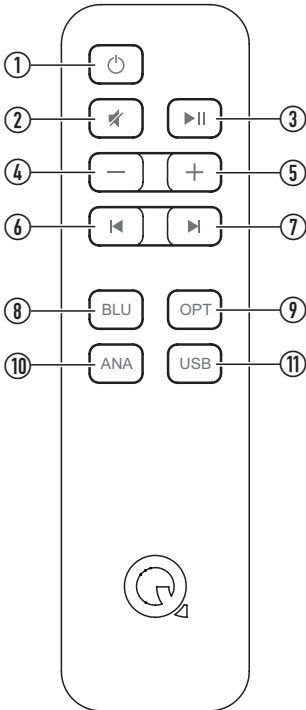 ①
② ③
④ − + ⑤
⑥ ⑦
⑧ BLU OPT ⑨
⑩ ANA USB ⑪